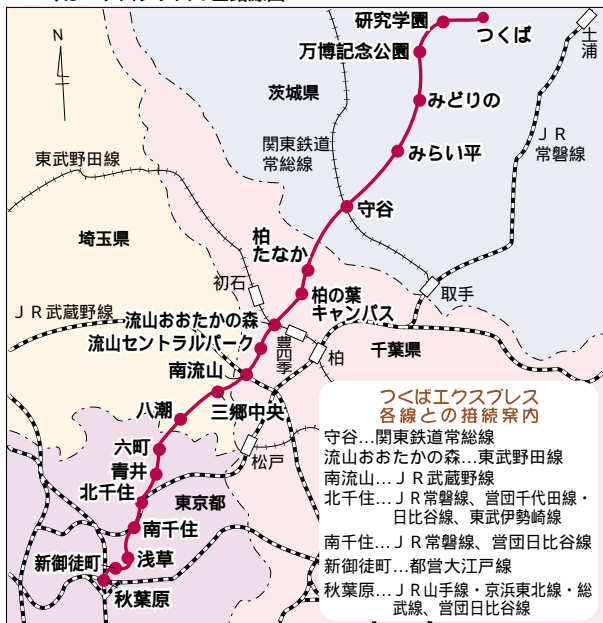 研究学園
つくば
万博記念公園
土浦
N
茨城県
みどりの
関東鉄道
常総線
ＪＲ
常磐線
東武野田線
みらい平
守谷
埼玉県
柏
たなか
初石
取手
柏の葉
キャンパス
ＪＲ武蔵野線
流山おおたかの森
流山セントラルパーク
豊四季
柏
千葉県
南流山
八潮
三郷中央
松戸
六町
青井
北千住
東京都
南千住
新御徒町
浅草
秋葉原
つくばエクスプレス
各線との接続案内
守谷…関東鉄道常総線
流山おおたかの森…東武野田線
南流山…ＪＲ武蔵野線
北千住…ＪＲ常磐線、営団千代田線・
日比谷線、東武伊勢崎線
南千住…ＪＲ常磐線、営団日比谷線
新御徒町…都営大江戸線
秋葉原…ＪＲ山手線・京浜東北線・総
武線、営団日比谷線